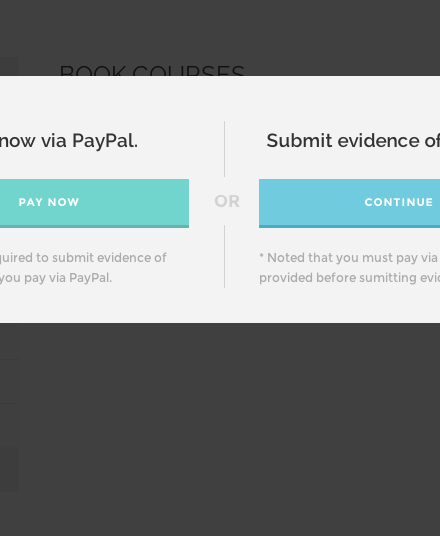 BOOK COURSES
now via PayPal.
PAY NOW
quired to submit evidence of
you pay via PayPal.
OR
Submit evidence of
CONTINUE
* Noted that you must pay via
provided before sumitting evi